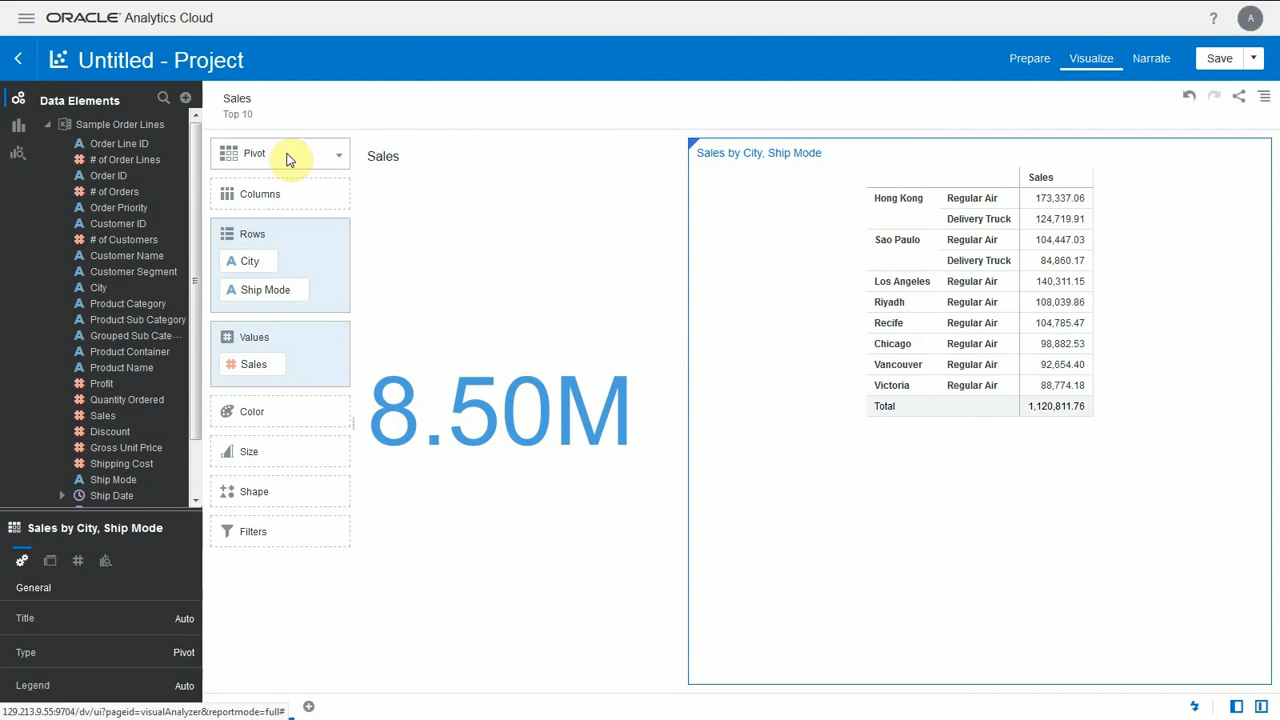 ORACLE® Analytics Cloud
?
A
Untitled - Project
Prepare
Visualize
Narrate
Save
Data Elements
Sample Order Lines
A Order Line ID
# # of Order Lines
A Order ID
# # of Orders
A Order Priority
A Customer ID
# # of Customers
A Customer Name
A Customer Segment
A City
A Product Category
A Product Sub Category
A Grouped Sub Cate...
A Product Container
A Product Name
# Profit
# Quantity Ordered
# Sales
# Discount
# Gross Unit Price
# Shipping Cost
A Ship Mode
Ship Date
Sales by City, Ship Mode
#
General
Title Auto
Type Pivot
Legend Auto
129.213.9.55:9704/dv/ui?pageid=visualAnalyzer&reportmode=full#
Sales
Top 10
Pivot
Columns
Rows
A City
A Ship Mode
# Values
# Sales
Color
Size
Shape
Filters
Sales
8.50M
Sales by City, Ship Mode
Sales
Hong Kong Regular Air 173,337.06
Delivery Truck 124,719.91
Sao Paulo Regular Air 104,447.03
Delivery Truck 84,860.17
Los Angeles Regular Air 140,311.15
Riyadh Regular Air 108,039.86
Recife Regular Air 104,785.47
Chicago Regular Air 98,882.53
Vancouver Regular Air 92,654.40
Victoria Regular Air 88,774.18
Total 1,120,811.76